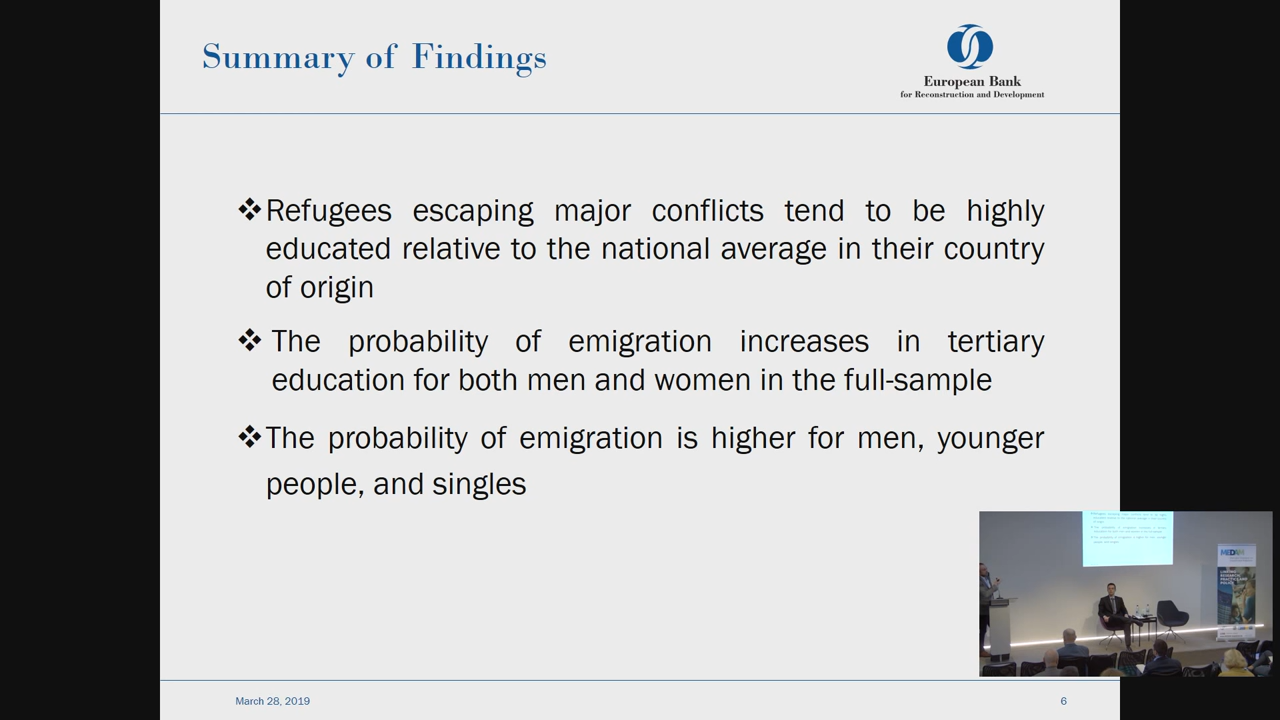 Summary of Findings
European Bank
for Reconstruction and Development
❖Refugees escaping major conflicts tend to be highly
educated relative to the national average in their country
of origin
❖ The probability of emigration increases in tertiary
education for both men and women in the full-sample
❖The probability of emigration is higher for men, younger
people, and singles
MEDAM
March 28, 2019
6